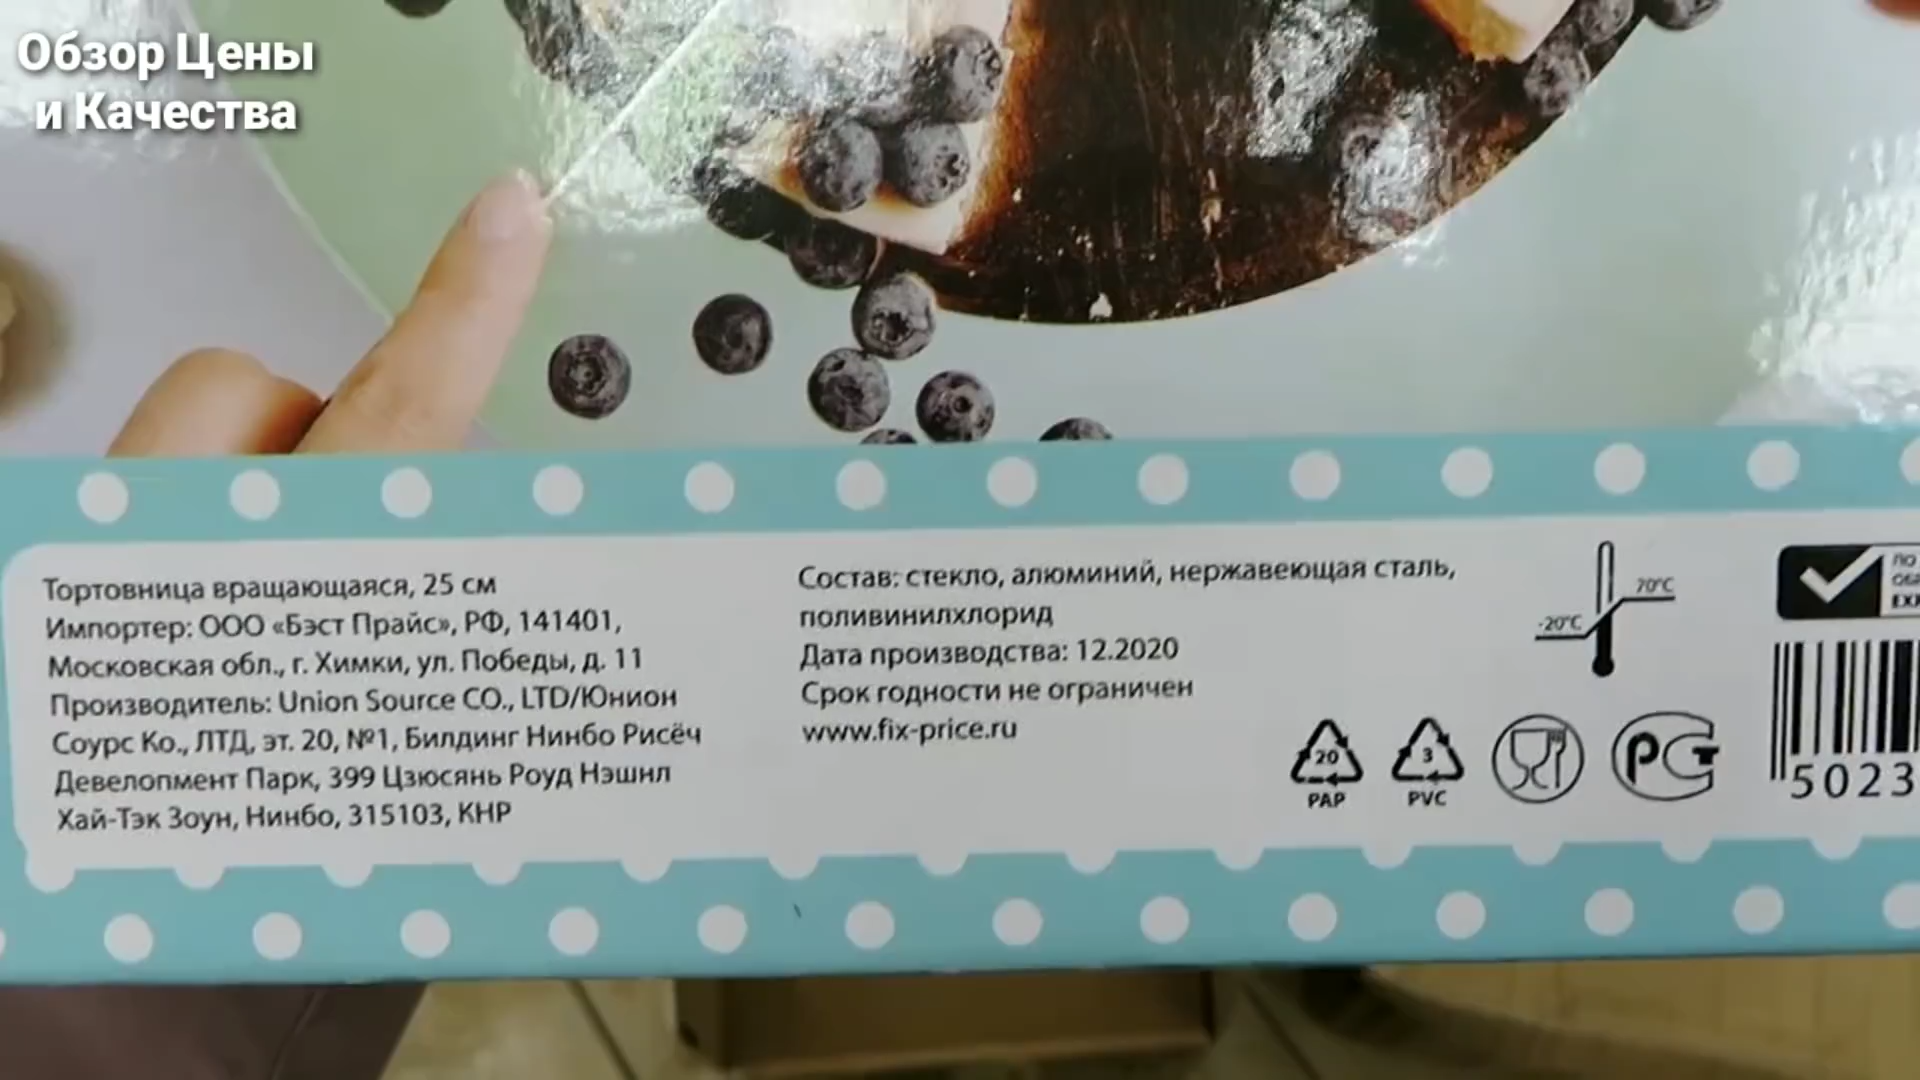 Обзор Цены
и Качества
Тортовница вращающаяся, 25 см
Импортер: ООО «Бэст Прайс», РФ, 141401,
Московская обл., г. Химки, ул. Победы, д. 11
Производитель: Union Source CO., LTD/Юнион
Соурс Ко., ЛТД, эт. 20, №1, Билдинг Нинбо Рисёч
Девелопмент Парк, 399 Цзюсянь Роуд Нэшнл
Хай-Тэк Зоун, Нинбо, 315103, КНР
Состав: стекло, алюминий, нержавеющая сталь,
поливинилхлорид
Дата производства: 12.2020
Срок годности не ограничен
www.fix-price.ru
70°C
-20°C
20
PAP
3
PVC
РСТ
5023